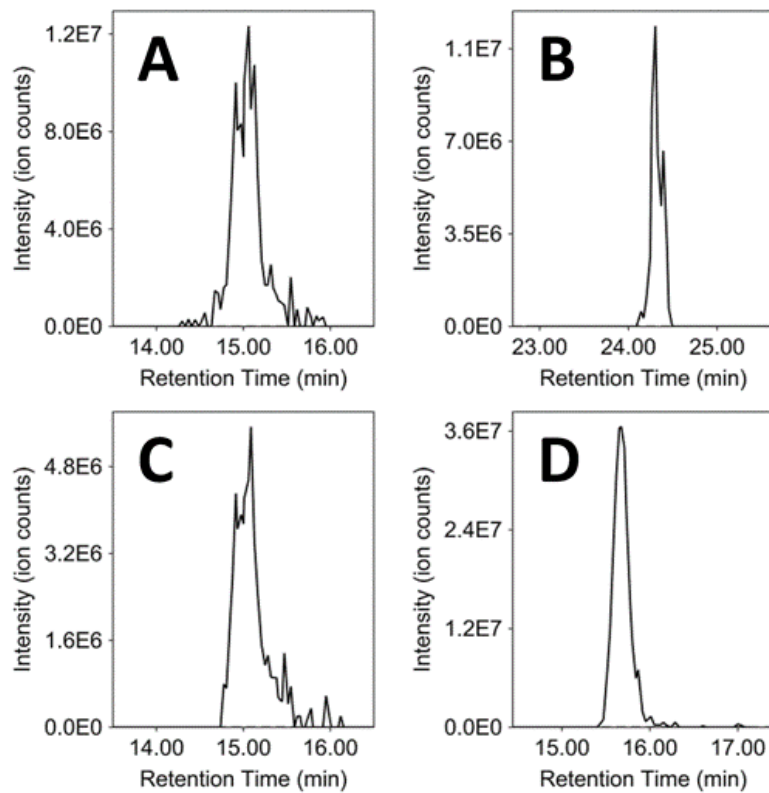 A
1.2E7
8.0E6
4.0E6
0.0E0
Intensity (ion counts)
14.00 15.00 16.00
Retention Time (min)
B
1.1E7
7.0E6
3.5E6
0.0E0
Intensity (ion counts)
23.00 24.00 25.00
Retention Time (min)
C
4.8E6
3.2E6
1.6E6
0.0E0
Intensity (ion counts)
14.00 15.00 16.00
Retention Time (min)
D
3.6E7
2.4E7
1.2E7
0.0E0
Intensity (ion counts)
15.00 16.00 17.00
Retention Time (min)